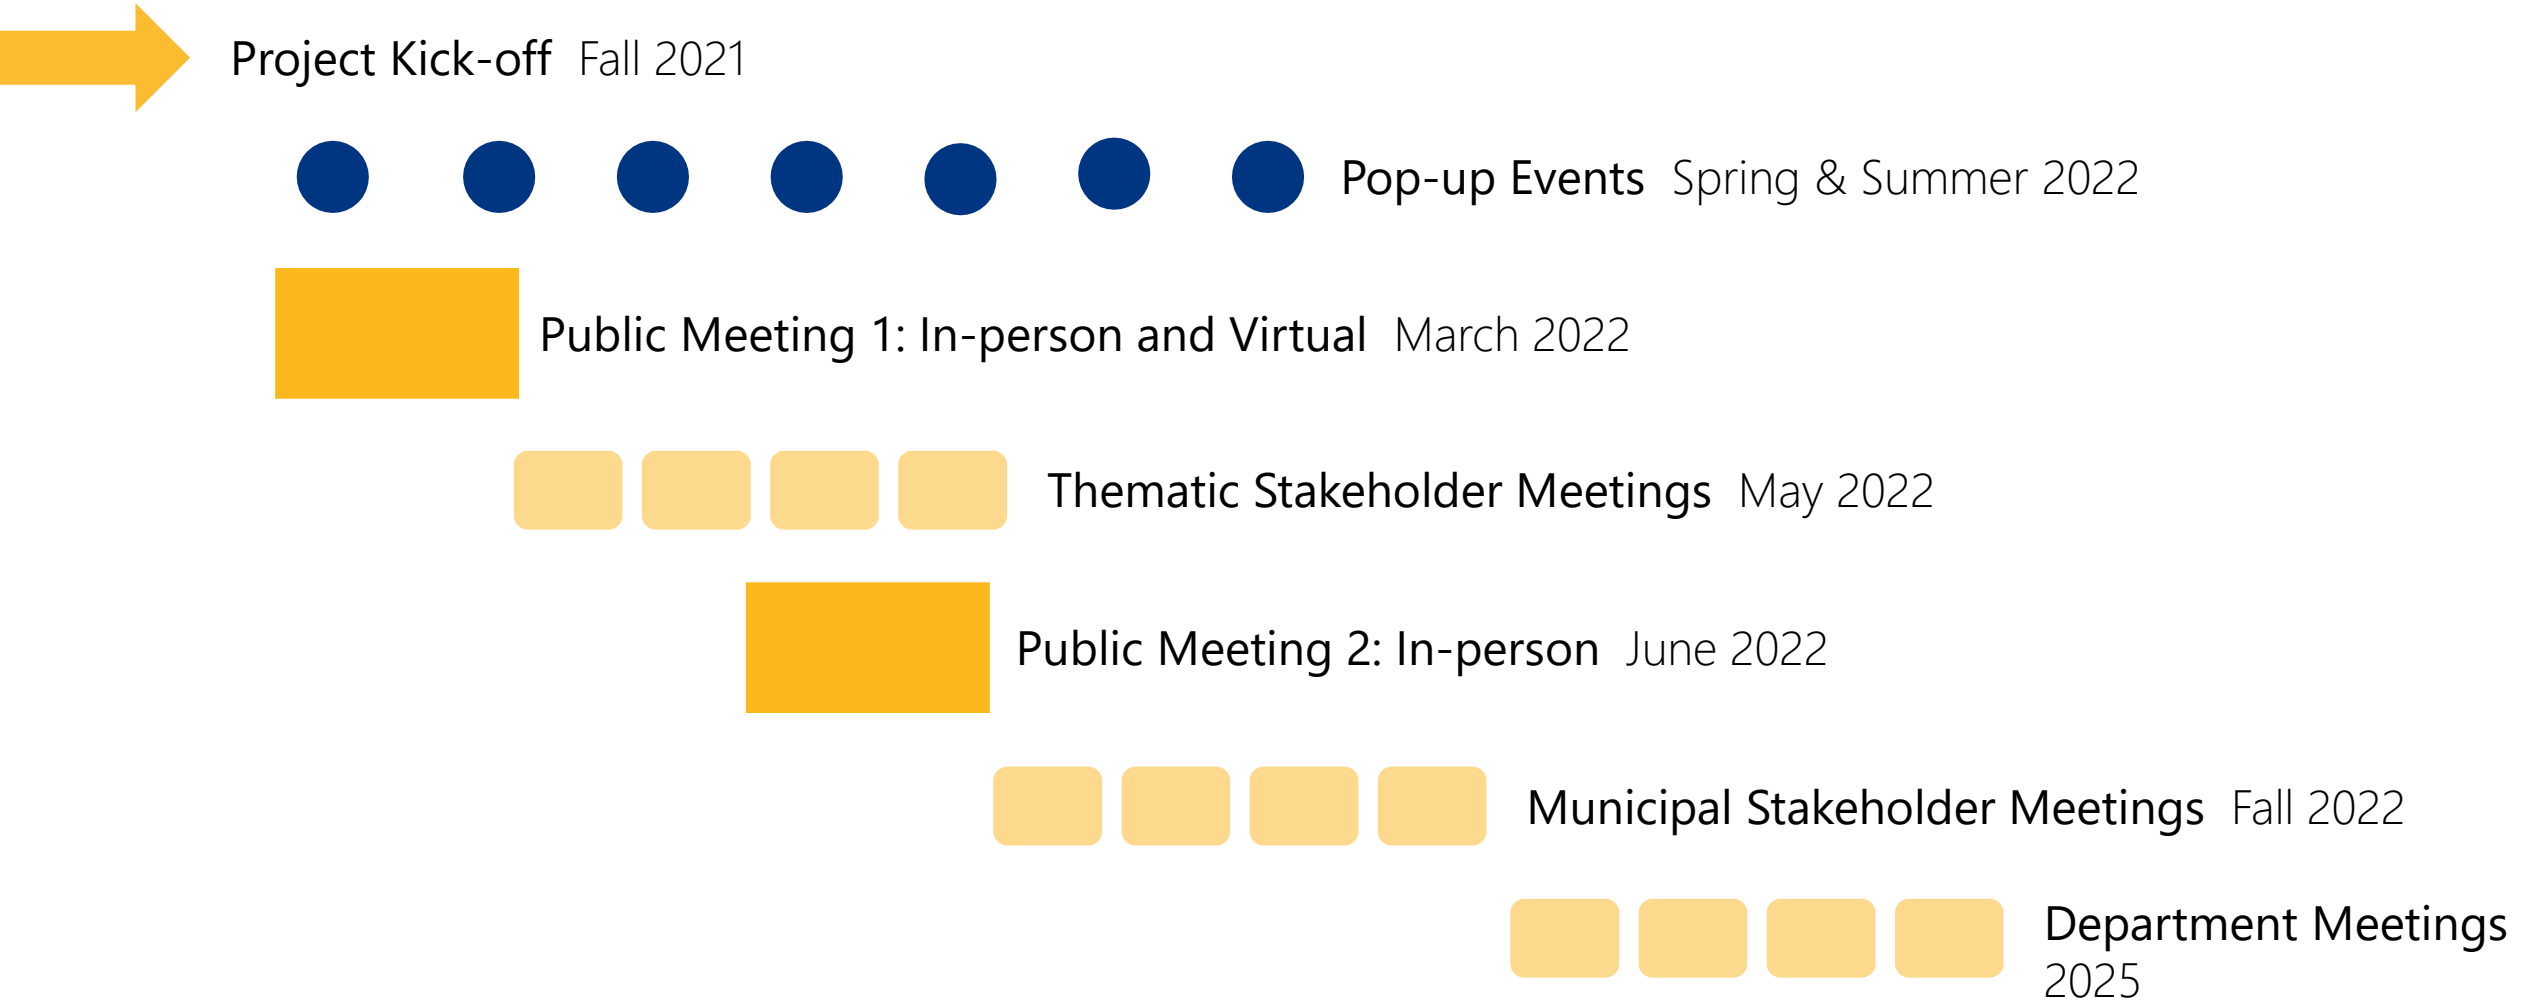 Project Kick-off Fall 2021
Pop-up Events Spring & Summer 2022
Public Meeting 1: In-person and Virtual March 2022
Thematic Stakeholder Meetings May 2022
Public Meeting 2: In-person June 2022
Municipal Stakeholder Meetings Fall 2022
Department Meetings
2025